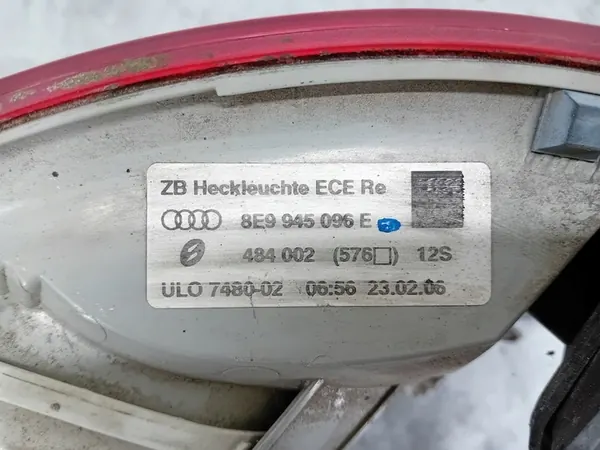 ZB Heckleuchte ECE Re
8E9 945 096 E
484 002 (576□) 12S
ULO 7480-02 06:56 23.02.06